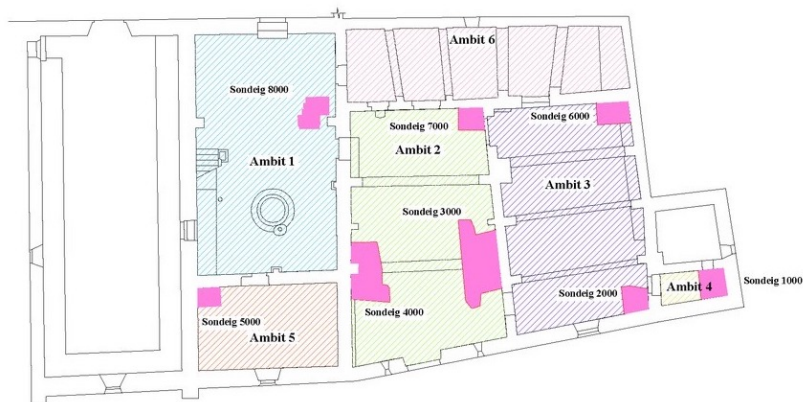 Ambit 6
Sondeig 8000
Sondeig 7000
Sondeig 6000
Ambit 2
Ambit 1
Ambit 3
Sondeig 3000
Sondeig 1000
Ambit 4
Sondeig 2000
Sondeig 5000
Sondeig 4000
Ambit 5